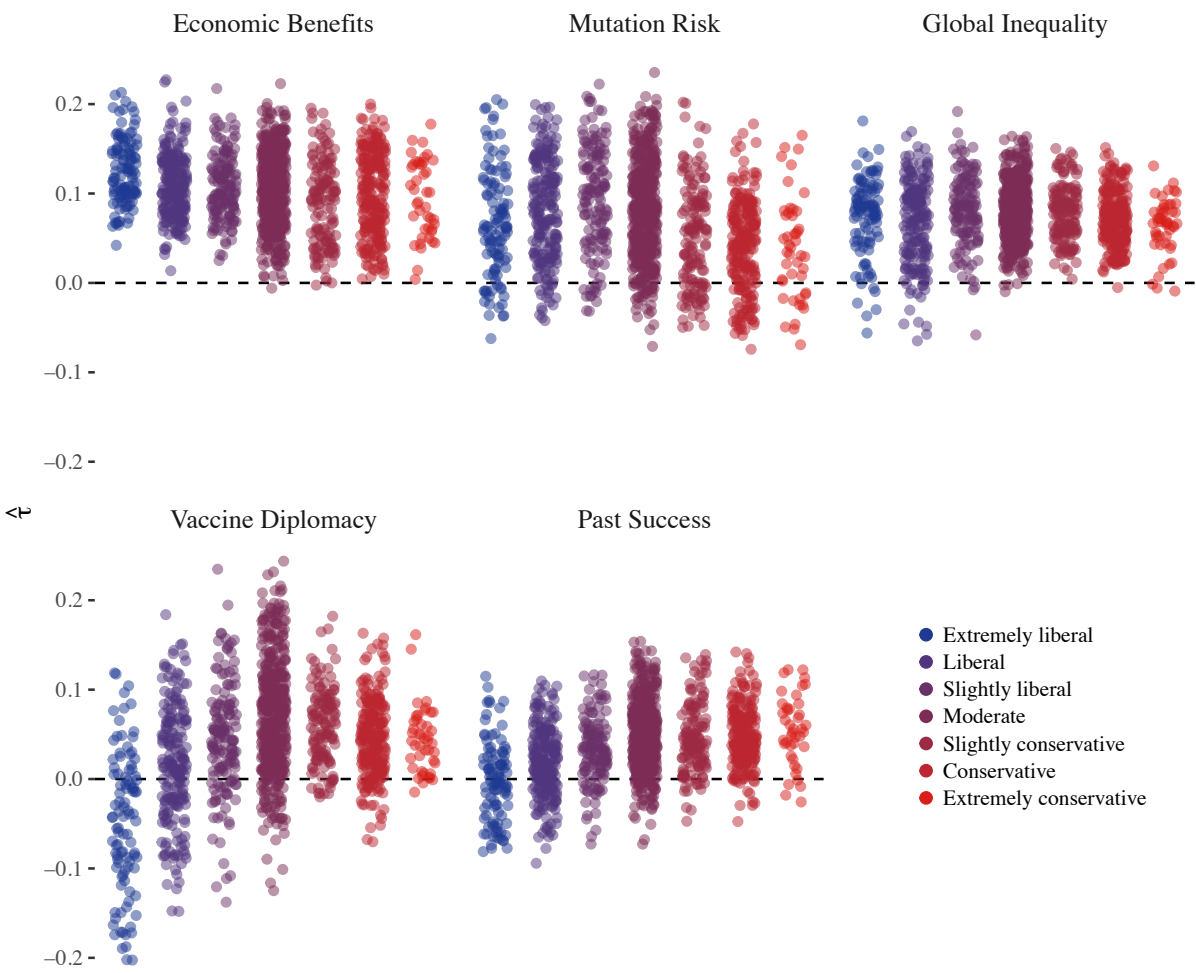 Economic Benefits Mutation Risk Global Inequality
0.2
0.1
0.0
–0.1
–0.2
τ̂
Vaccine Diplomacy Past Success
0.2
0.1
0.0
–0.1
–0.2
Extremely liberal
Liberal
Slightly liberal
Moderate
Slightly conservative
Conservative
Extremely conservative